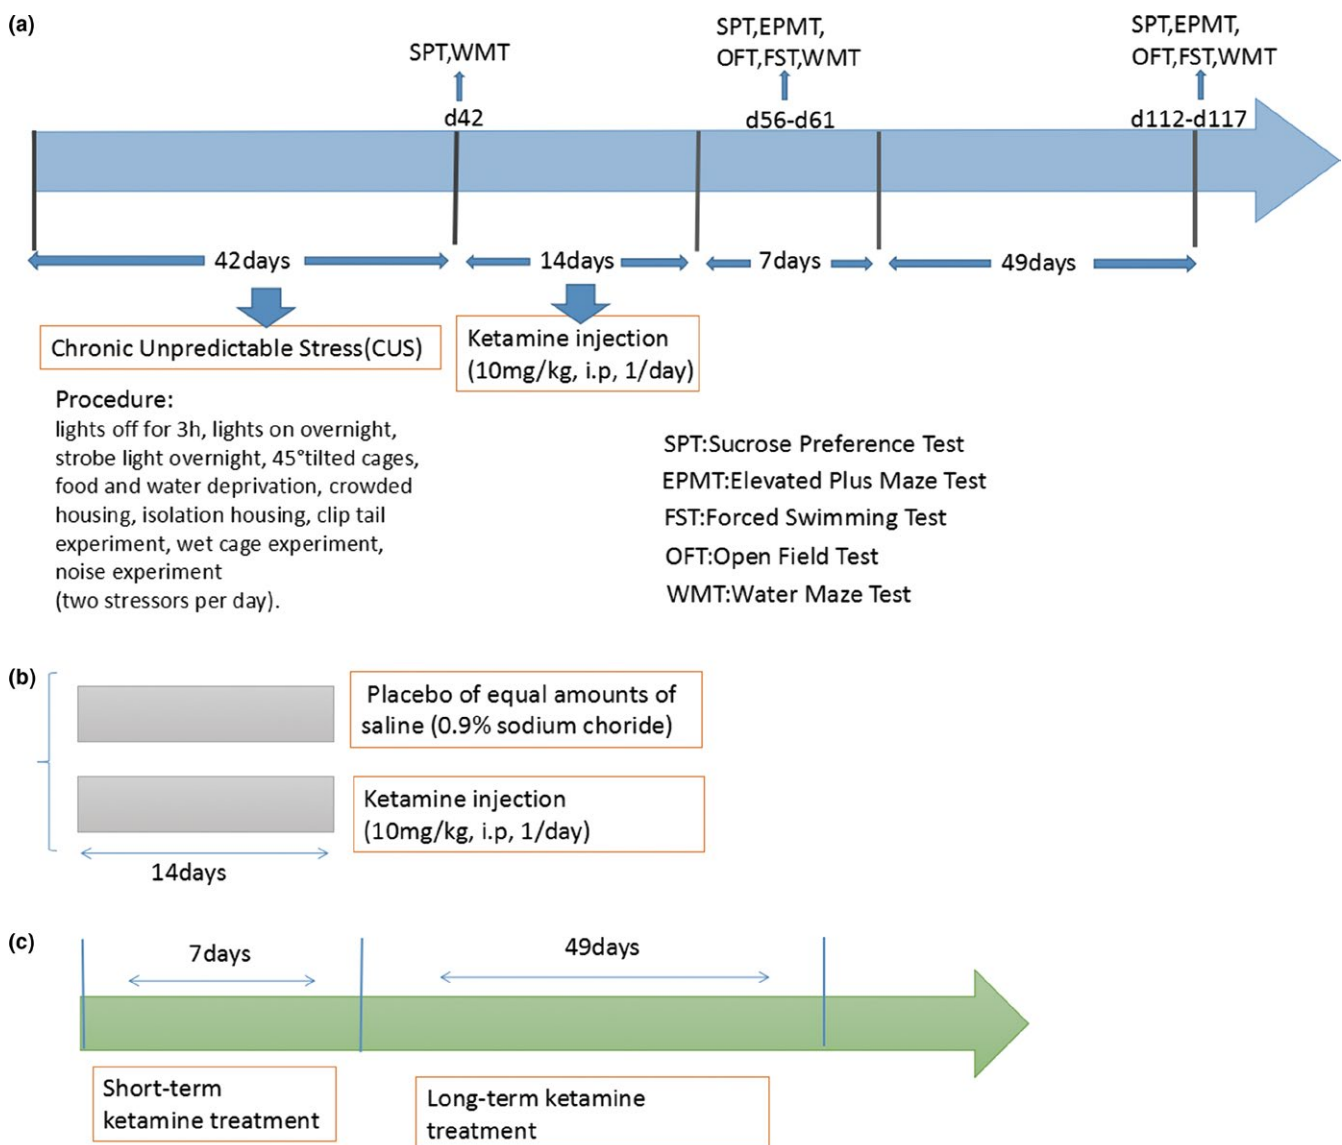 (a)
SPT,WMT
SPT,EPMT,
OFT,FST,WMT
SPT,EPMT,
OFT,FST,WMT
d42
d56-d61
d112-d117
42days
14days
7days
49days
Chronic Unpredictable Stress(CUS)
Ketamine injection
(10mg/kg, i.p, 1/day)
Procedure:
lights off for 3h, lights on overnight,
strobe light overnight, 45°tilted cages,
food and water deprivation, crowded
housing, isolation housing, clip tail
experiment, wet cage experiment,
noise experiment
(two stressors per day).
SPT:Sucrose Preference Test
EPMT:Elevated Plus Maze Test
FST:Forced Swimming Test
OFT:Open Field Test
WMT:Water Maze Test
(b)
Placebo of equal amounts of
saline (0.9% sodium choride)
Ketamine injection
(10mg/kg, i.p, 1/day)
14days
(c)
7days
49days
Short-term
ketamine treatment
Long-term ketamine
treatment